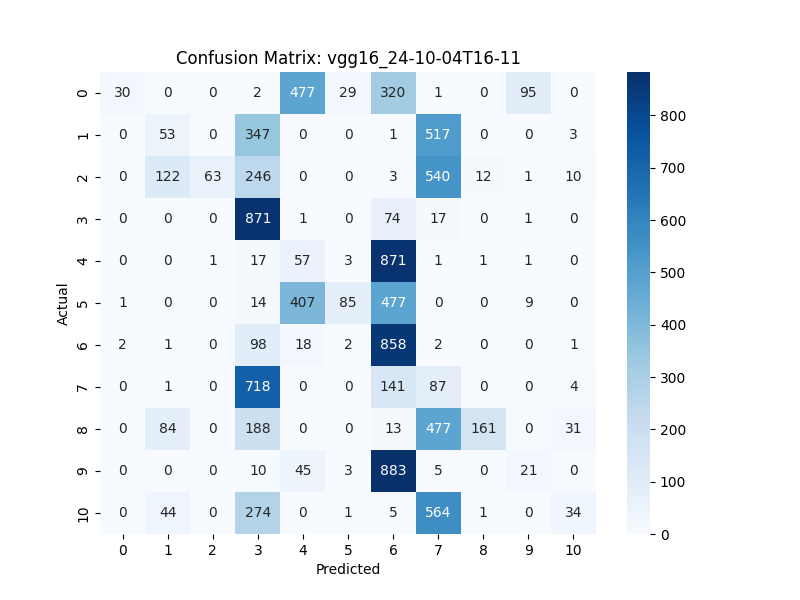 Confusion Matrix: vgg16_24-10-04T16-11
0 30 0 0 2 477 29 320 1 0 95 0
1 0 53 0 347 0 0 1 517 0 0 3
2 0 122 63 246 0 0 3 540 12 1 10
3 0 0 0 871 1 0 74 17 0 1 0
4 0 0 1 17 57 3 871 1 1 1 0
5 1 0 0 14 407 85 477 0 0 9 0
6 2 1 0 98 18 2 858 2 0 0 1
7 0 1 0 718 0 0 141 87 0 0 4
8 0 84 0 188 0 0 13 477 161 0 31
9 0 0 0 10 45 3 883 5 0 21 0
10 0 44 0 274 0 1 5 564 1 0 34
0 1 2 3 4 5 6 7 8 9 10
Predicted
Actual
800
700
600
500
400
300
200
100
0